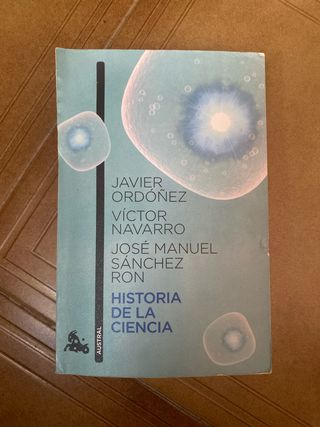 JAVIER
ORDÓÑEZ
VÍCTOR
NAVARRO
JOSÉ MANUEL
SÁNCHEZ
RON
HISTORIA
DE LA
CIENCIA
AUSTRAL